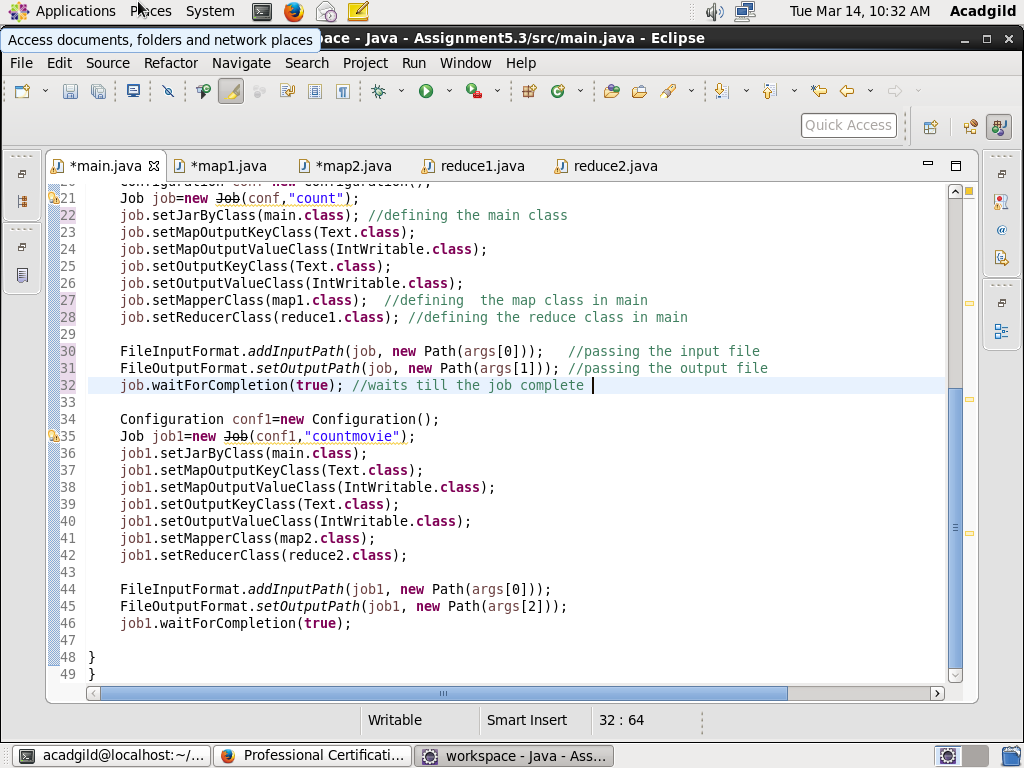 Applications Places System Tue Mar 14, 10:32 AM Acadgild
Access documents, folders and network places
pace - Java - Assignment5.3/src/main.java - Eclipse
File Edit Source Refactor Navigate Search Project Run Window Help
Quick Access
*main.java *map1.java *map2.java reduce1.java reduce2.java
21 Job job=new Job(conf,"count");
22 job.setJarByClass(main.class); //defining the main class
23 job.setMapOutputKeyClass(Text.class);
24 job.setMapOutputValueClass(IntWritable.class);
25 job.setOutputKeyClass(Text.class);
26 job.setOutputValueClass(IntWritable.class);
27 job.setMapperClass(map1.class);  //defining  the map class in main
28 job.setReducerClass(reduce1.class); //defining the reduce class in main
29
30 FileInputFormat.addInputPath(job, new Path(args[0]));   //passing the input file
31 FileOutputFormat.setOutputPath(job, new Path(args[1])); //passing the output file
32 job.waitForCompletion(true); //waits till the job complete
33
34 Configuration conf1=new Configuration();
35 Job job1=new Job(conf1,"countmovie");
36 job1.setJarByClass(main.class);
37 job1.setMapOutputKeyClass(Text.class);
38 job1.setMapOutputValueClass(IntWritable.class);
39 job1.setOutputKeyClass(Text.class);
40 job1.setOutputValueClass(IntWritable.class);
41 job1.setMapperClass(map2.class);
42 job1.setReducerClass(reduce2.class);
43
44 FileInputFormat.addInputPath(job1, new Path(args[0]));
45 FileOutputFormat.setOutputPath(job1, new Path(args[2]));
46 job1.waitForCompletion(true);
47
48 }
49 }
Writable Smart Insert 32 : 64
acadgild@localhost:~/... Professional Certificati... workspace - Java - Ass...